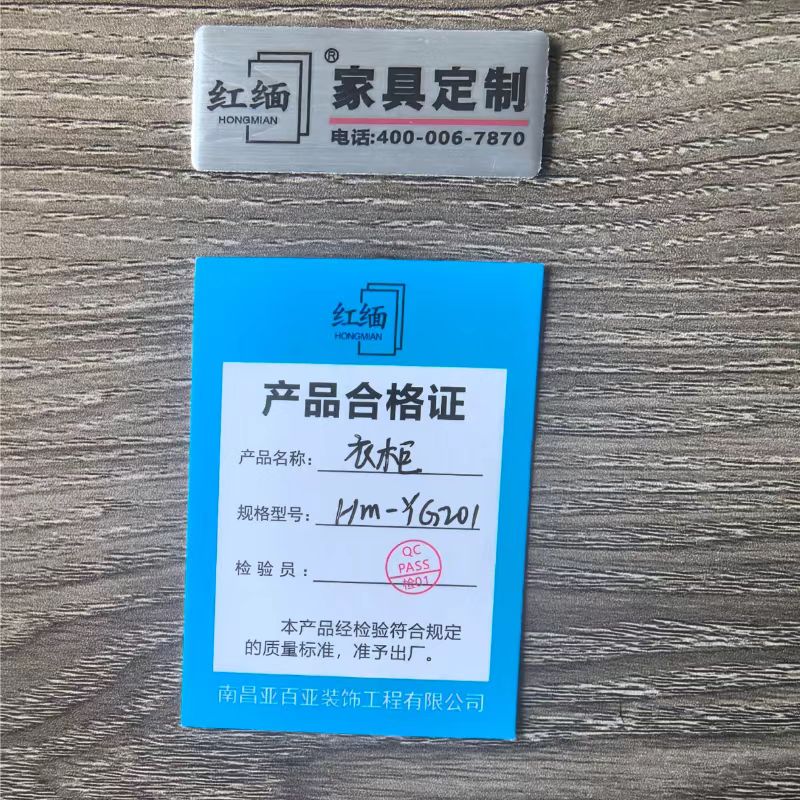 红缅
HONGMIAN
®
家具定制
电话:400-006-7870
红缅
HONGMIAN
产品合格证
产品名称: 衣柜
规格型号: Hm-YG201
检验员:
QC
PASS
检01
本产品经检验符合规定
的质量标准，准予出厂。
南昌亚百亚装饰工程有限公司